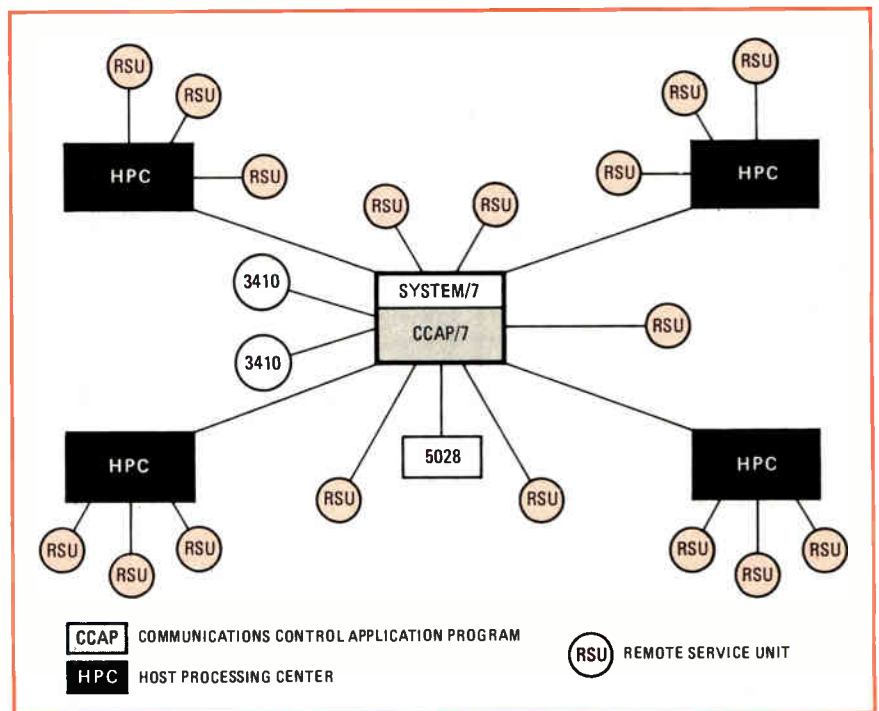 RSU
RSU
RSU
HPC
RSU
RSU
RSU
HPC
RSU
RSU
3410
3410
SYSTEM/7
CCAP/7
RSU
HPC
RSU
RSU
RSU
RSU
5028
RSU
HPC
RSU
RSU
RSU
CCAP COMMUNICATIONS CONTROL APPLICATION PROGRAM
HPC HOST PROCESSING CENTER
RSU REMOTE SERVICE UNIT